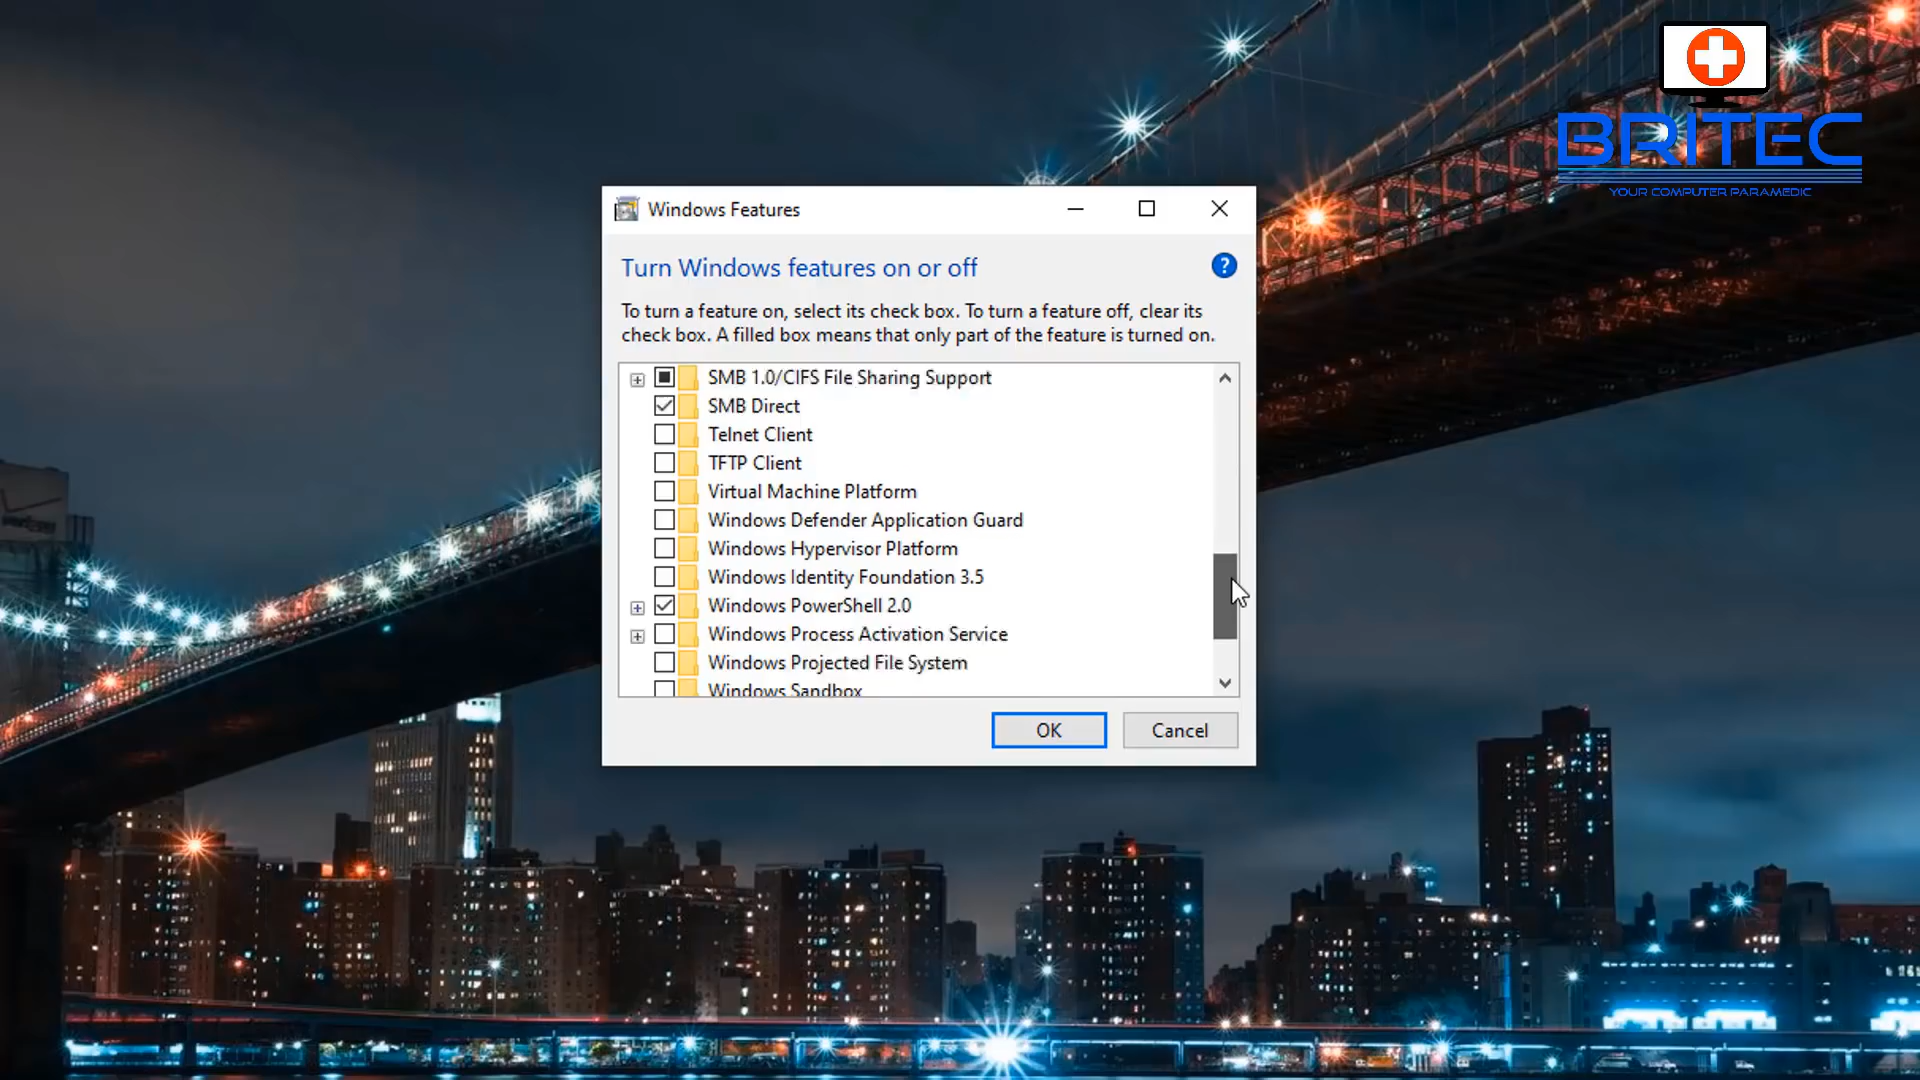 BRITEC
YOUR COMPUTER PARAMEDIC
Windows Features
Turn Windows features on or off
?
To turn a feature on, select its check box. To turn a feature off, clear its
check box. A filled box means that only part of the feature is turned on.
SMB 1.0/CIFS File Sharing Support
SMB Direct
Telnet Client
TFTP Client
Virtual Machine Platform
Windows Defender Application Guard
Windows Hypervisor Platform
Windows Identity Foundation 3.5
Windows PowerShell 2.0
Windows Process Activation Service
Windows Projected File System
Windows Sandbox
OK
Cancel